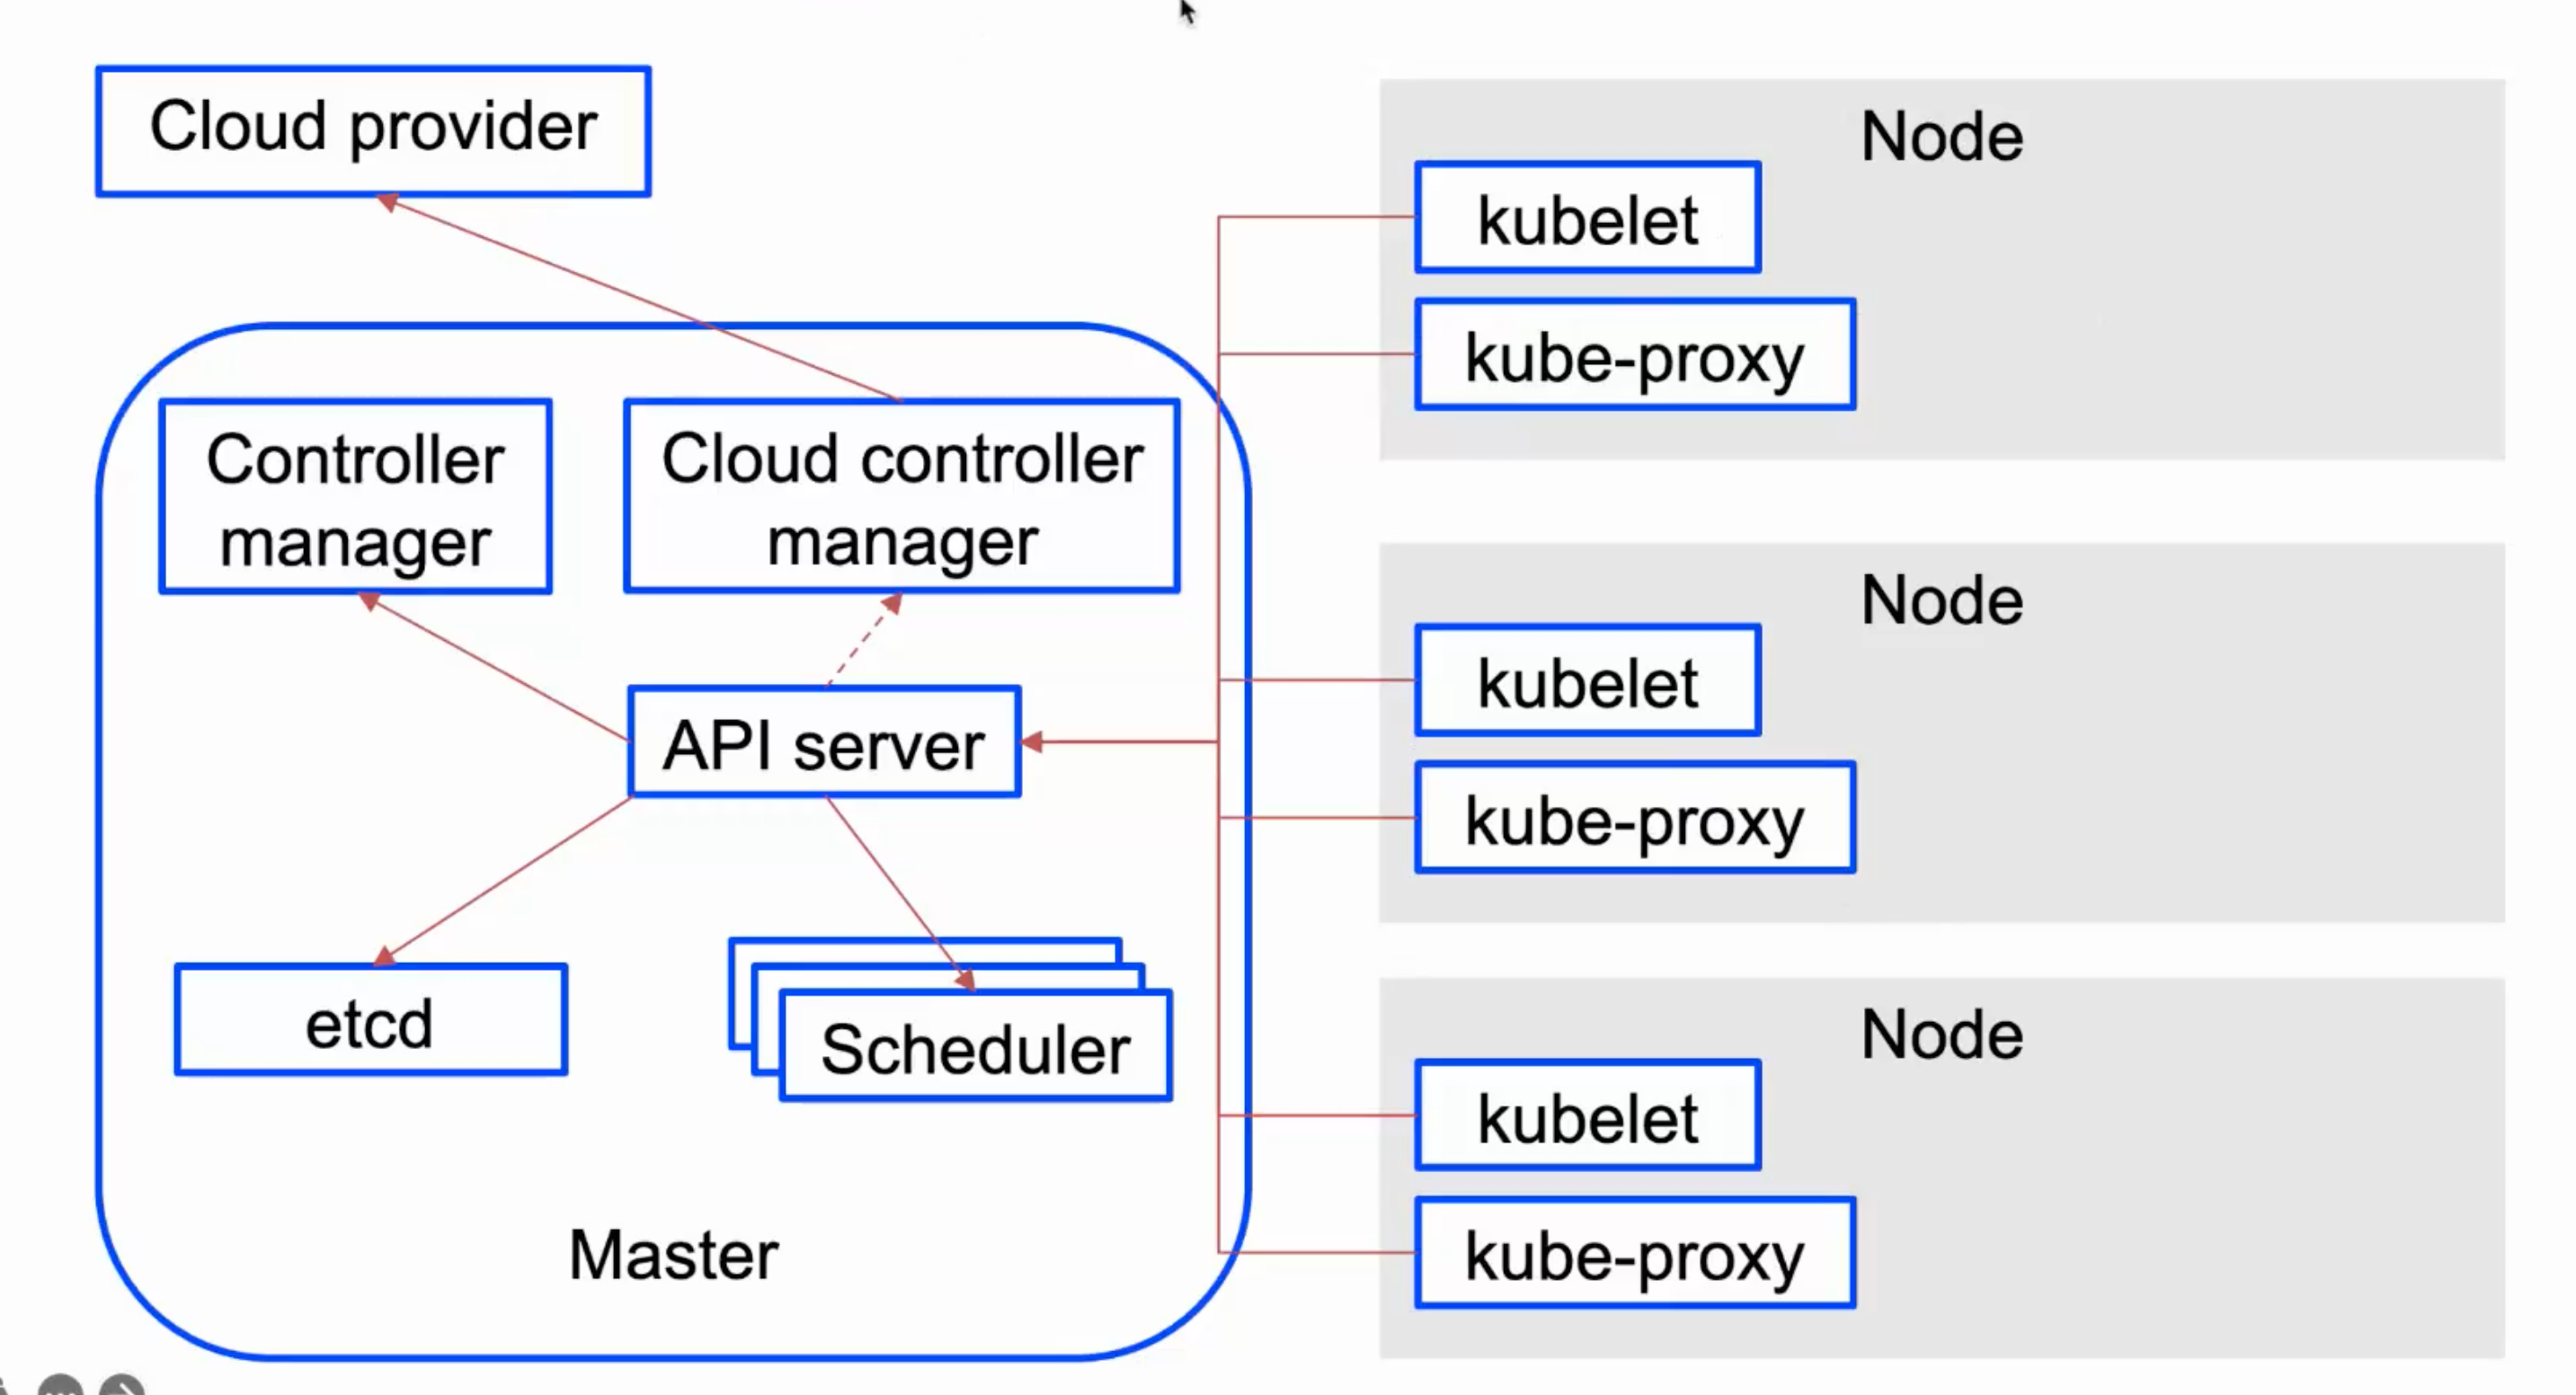 Cloud provider
Controller
manager
Cloud controller
manager
API server
etcd
Scheduler
Master
Node
kubelet
kube-proxy
Node
kubelet
kube-proxy
Node
kubelet
kube-proxy